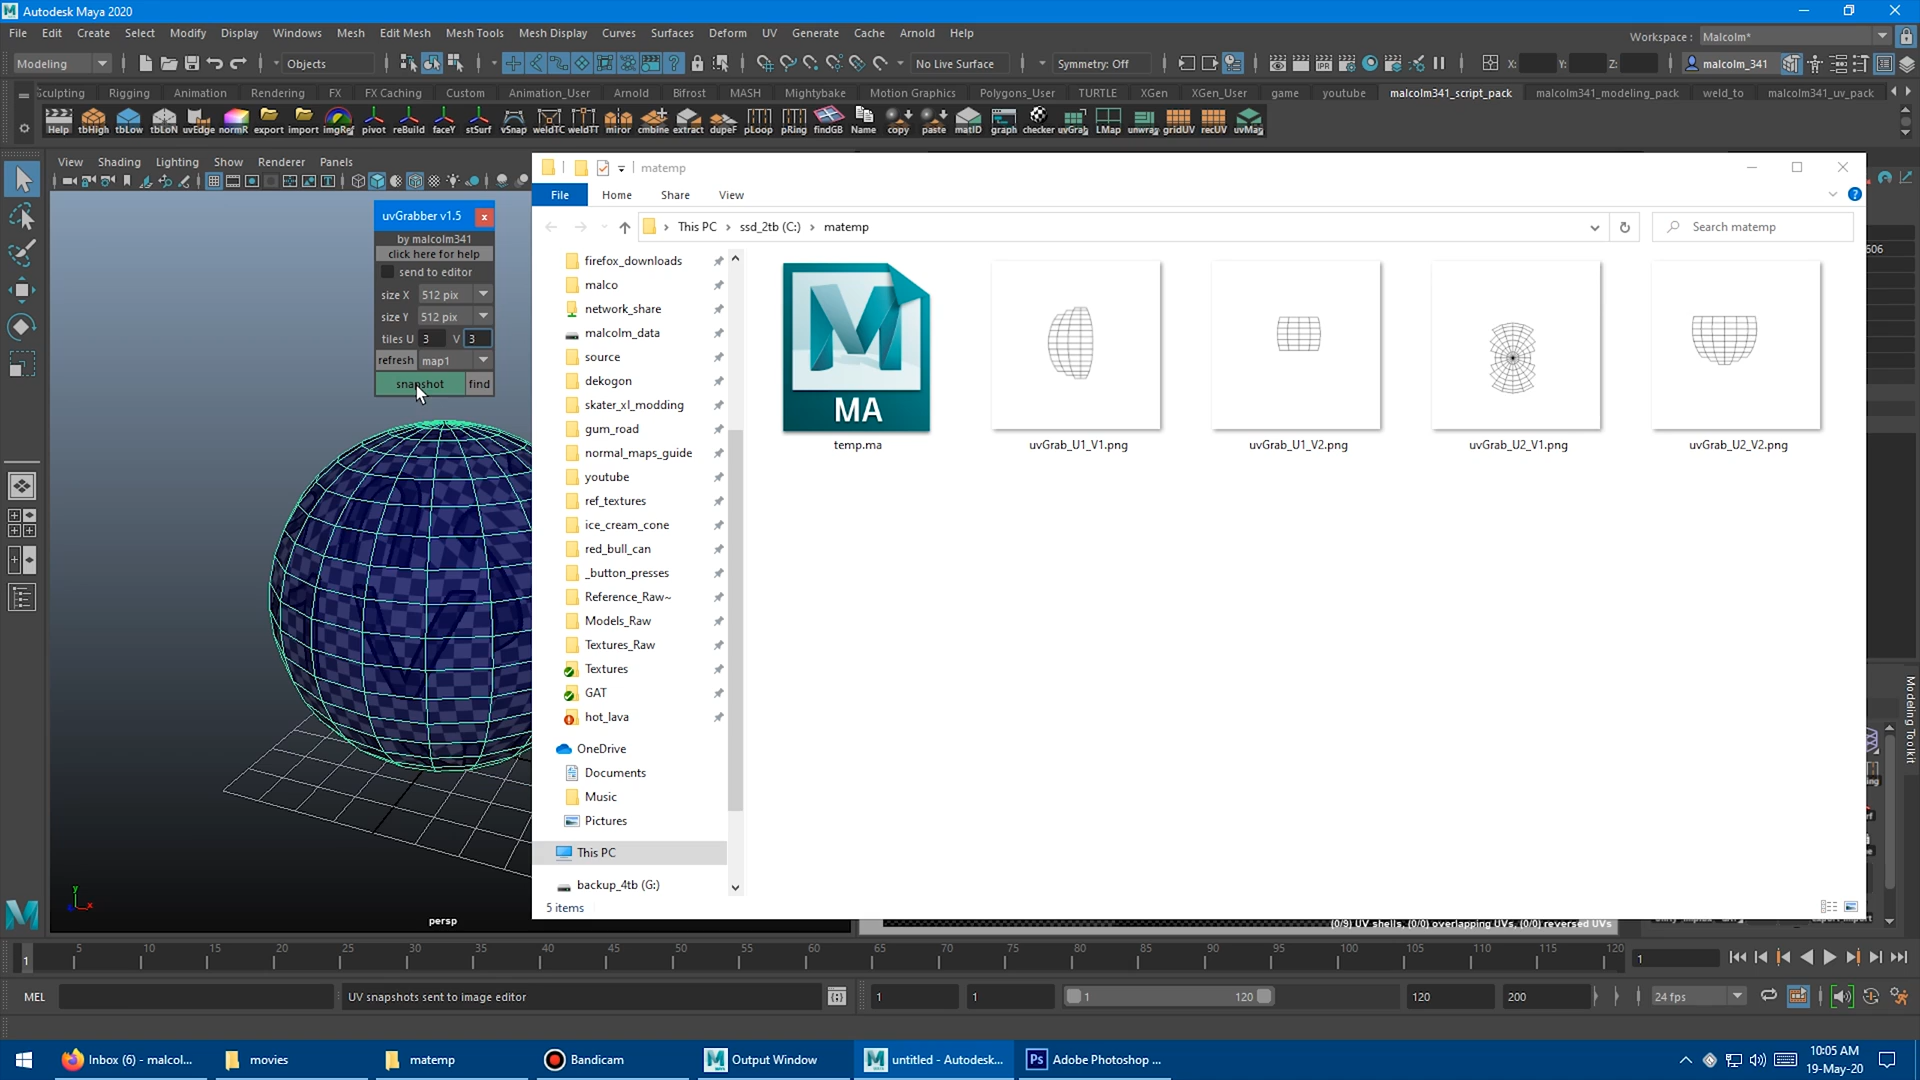 Autodesk Maya 2020
File Edit Create Select Modify Display Windows Mesh Edit Mesh Mesh Tools Mesh Display Curves Surfaces Deform UV Generate Cache Arnold Help
Workspace : Malcolm*
Modeling Objects No Live Surface Symmetry: Off X: Y: Z: malcolm_341
Sculpting Rigging Animation Rendering FX FX Caching Custom Animation_User Arnold Bifrost MASH Mightybake Motion Graphics Polygons_User TURTLE XGen XGen_User game youtube malcolm341_script_pack malcolm341_modeling_pack weld_to malcolm341_uv_pack
Help tbHigh tbLow tbLoN uvEdge normR export import imgRef pivot reBuild faceY stSurf vSnap weldTC weldTT miror cmbine extract dupeF pLoop pRing findGB Name copy paste matID graph checker uvGrab LMap unwra gridUV recUV uvMag
View Shading Lighting Show Renderer Panels
matemp
File Home Share View
This PC ssd_2tb (C:) matemp
Search matemp
606
uvGrabber v1.5 x
by malcolm341
click here for help
send to editor
size X 512 pix
size Y 512 pix
tiles U 3 V 3
refresh map1
snapshot find
firefox_downloads
malco
network_share
malcolm_data
source
dekogon
skater_xl_modding
gum_road
normal_maps_guide
youtube
ref_textures
ice_cream_cone
red_bull_can
_button_presses
Reference_Raw~
Models_Raw
Textures_Raw
Textures
GAT
hot_lava
OneDrive
Documents
Music
Pictures
This PC
backup_4tb (G:)
5 items
MA
temp.ma
uvGrab_U1_V1.png
uvGrab_U1_V2.png
uvGrab_U2_V1.png
uvGrab_U2_V2.png
Modeling Toolkit
y
x
persp
(0/9) UV shells, (0/0) overlapping UVs, (0/0) reversed UVs
1 5 10 15 20 25 30 35 40 45 50 55 60 65 70 75 80 85 90 95 100 105 110 115 120
1
MEL UV snapshots sent to image editor 1 1 1 120 120 200 24 fps
Inbox (6) - malcol... movies matemp Bandicam Output Window untitled - Autodesk... Ps Adobe Photoshop ...
10:05 AM
19-May-20